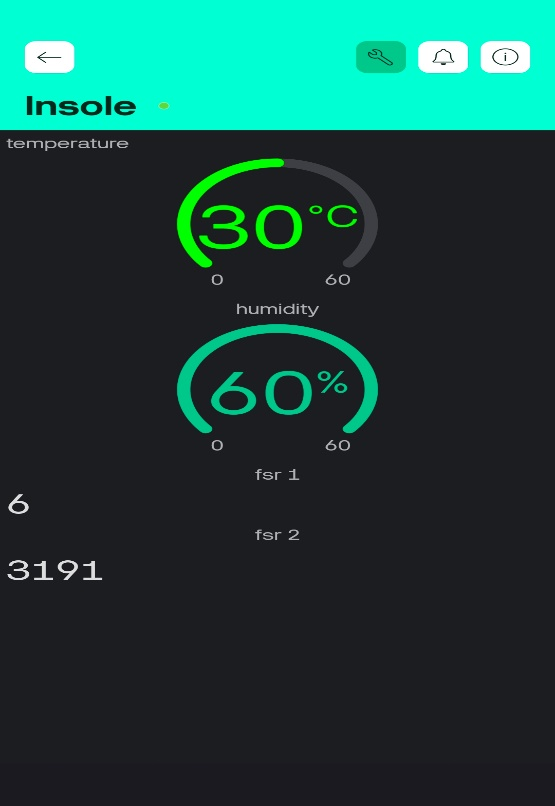 Insole
temperature
30°C
0 60
humidity
60%
0 60
fsr 1
6
fsr 2
3191